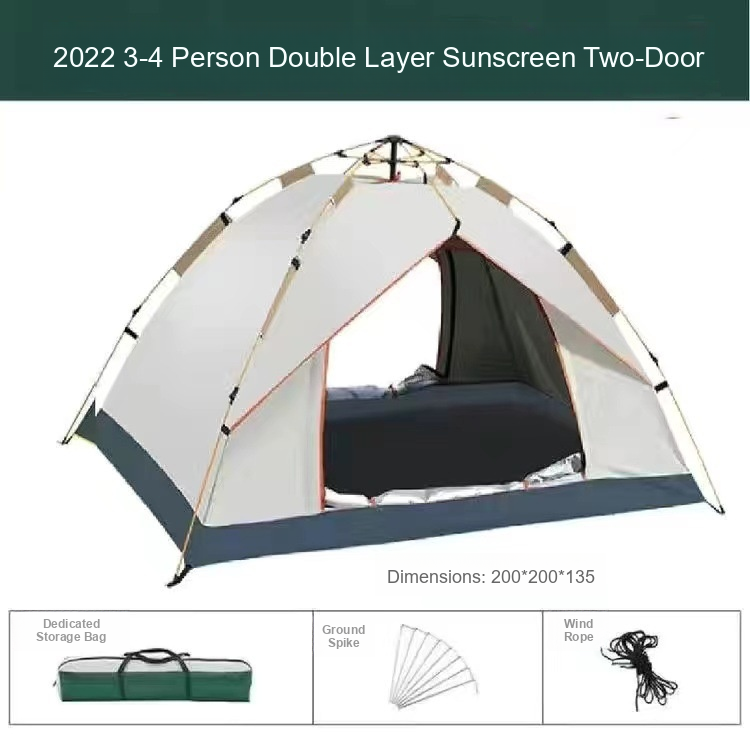 2022 3-4 Person Double Layer Sunscreen Two-Door
Dimensions: 200*200*135
Dedicated
Storage Bag
Ground
Spike
Wind
Rope